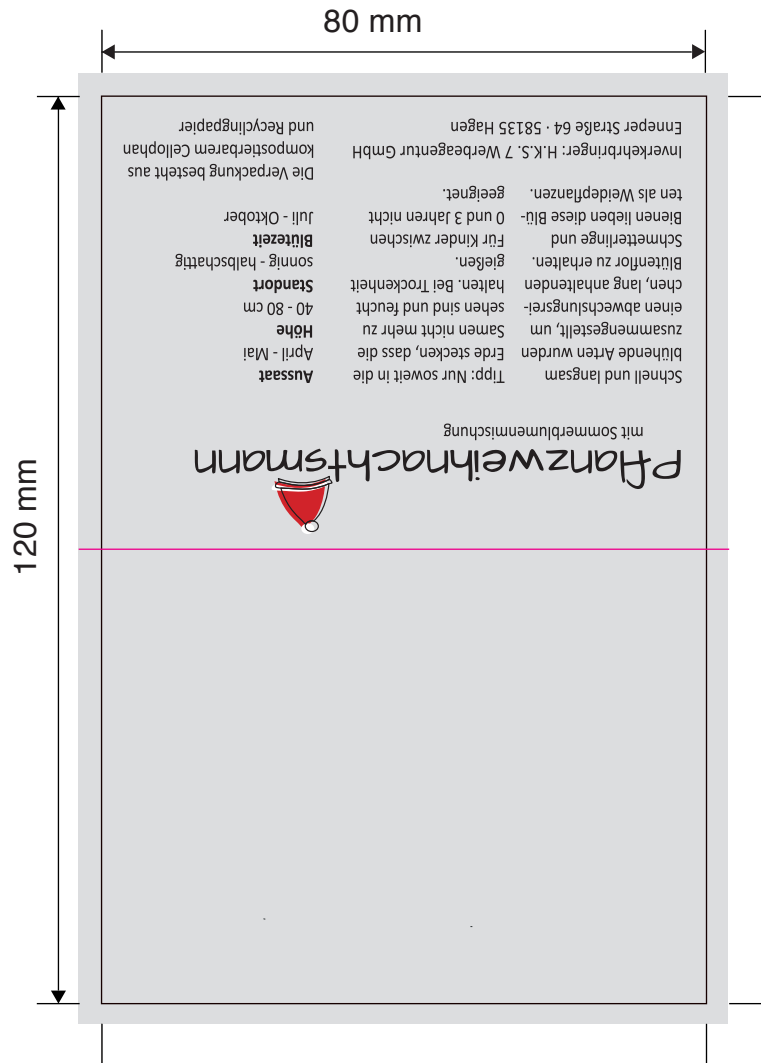 80 mm
120 mm
Pflanzweihnachtsmann
mit Sommerblumenmischung
Schnell und langsam
blühende Arten wurden
zusammengestellt, um
einen abwechslungsrei-
chen, lang anhaltenden
Blütenflor zu erhalten.
Schmetterlinge und
Bienen lieben diese Blü-
ten als Weidepflanzen.
Tipp: Nur soweit in die
Erde stecken, dass die
Samen nicht mehr zu
sehen sind und feucht
halten. Bei Trockenheit
gießen.
Für Kinder zwischen
0 und 3 Jahren nicht
geeignet.
Aussaat
April - Mai
Höhe
40 - 80 cm
Standort
sonnig - halbschattig
Blütezeit
Juli - Oktober
Inverkehrbringer: H.K.S. 7 Werbeagentur GmbH
Enneper Straße 64 · 58135 Hagen
Die Verpackung besteht aus
kompostierbarem Cellophan
und Recyclingpapier